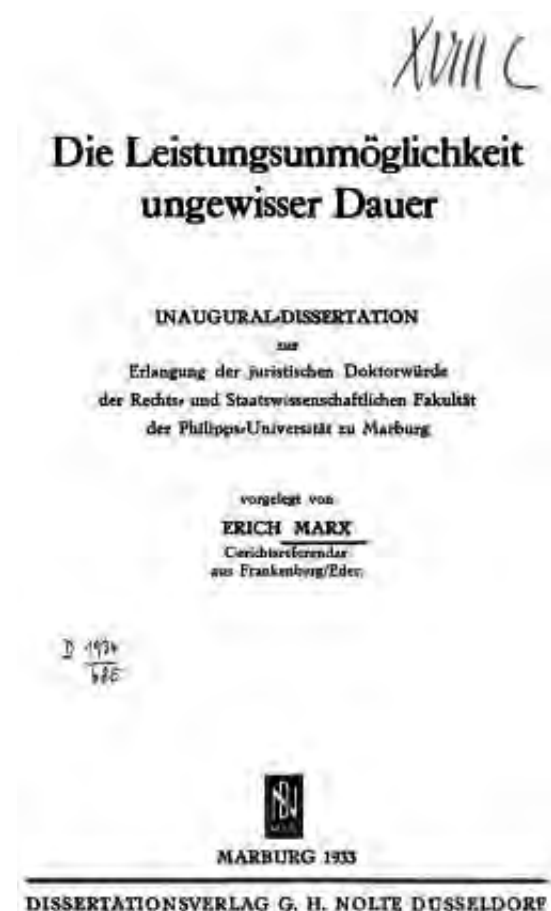 XVIII C
Die Leistungsunmöglichkeit
ungewisser Dauer
INAUGURAL-DISSERTATION
zur
Erlangung der juristischen Doktorwürde
der Rechts- und Staatswissenschaftlichen Fakultät
der Philipps-Universität zu Marburg
vorgelegt von
ERICH MARX
Gerichtsreferendar
aus Frankenberg/Eder.
D 1934
MARBURG 1933
DISSERTATIONSVERLAG G. H. NOLTE DÜSSELDORF